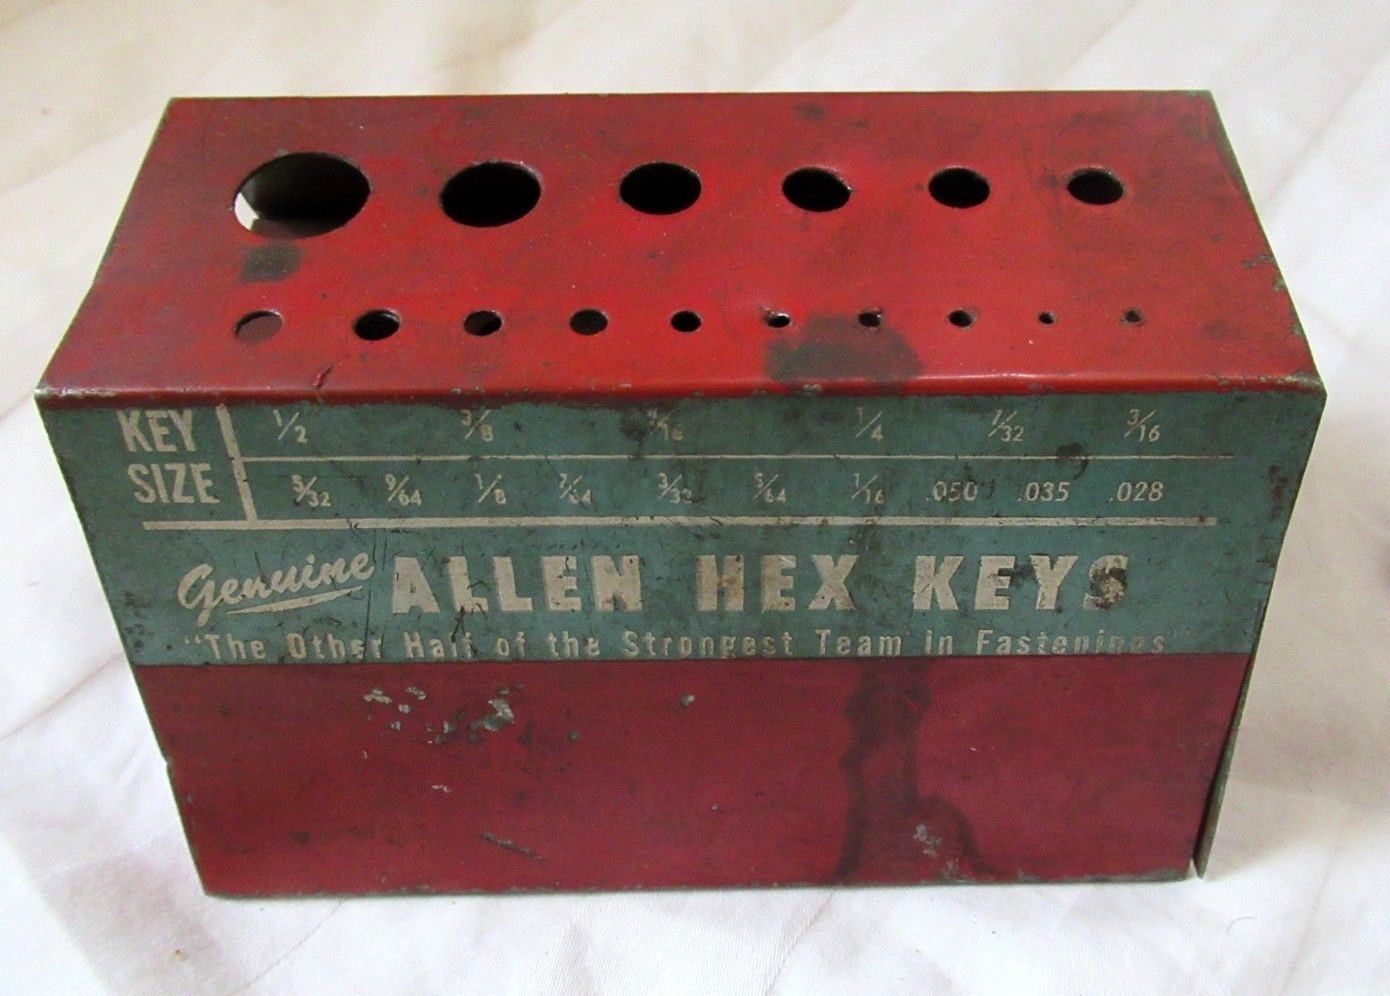 KEY 1/2 3/8 1/4 7/32 3/16
SIZE 5/32 9/64 1/8 7/64 3/32 5/64 1/16 .050 .035 .028
Genuine ALLEN HEX KEYS
"The Other Half of the Strongest Team in Fastenings"